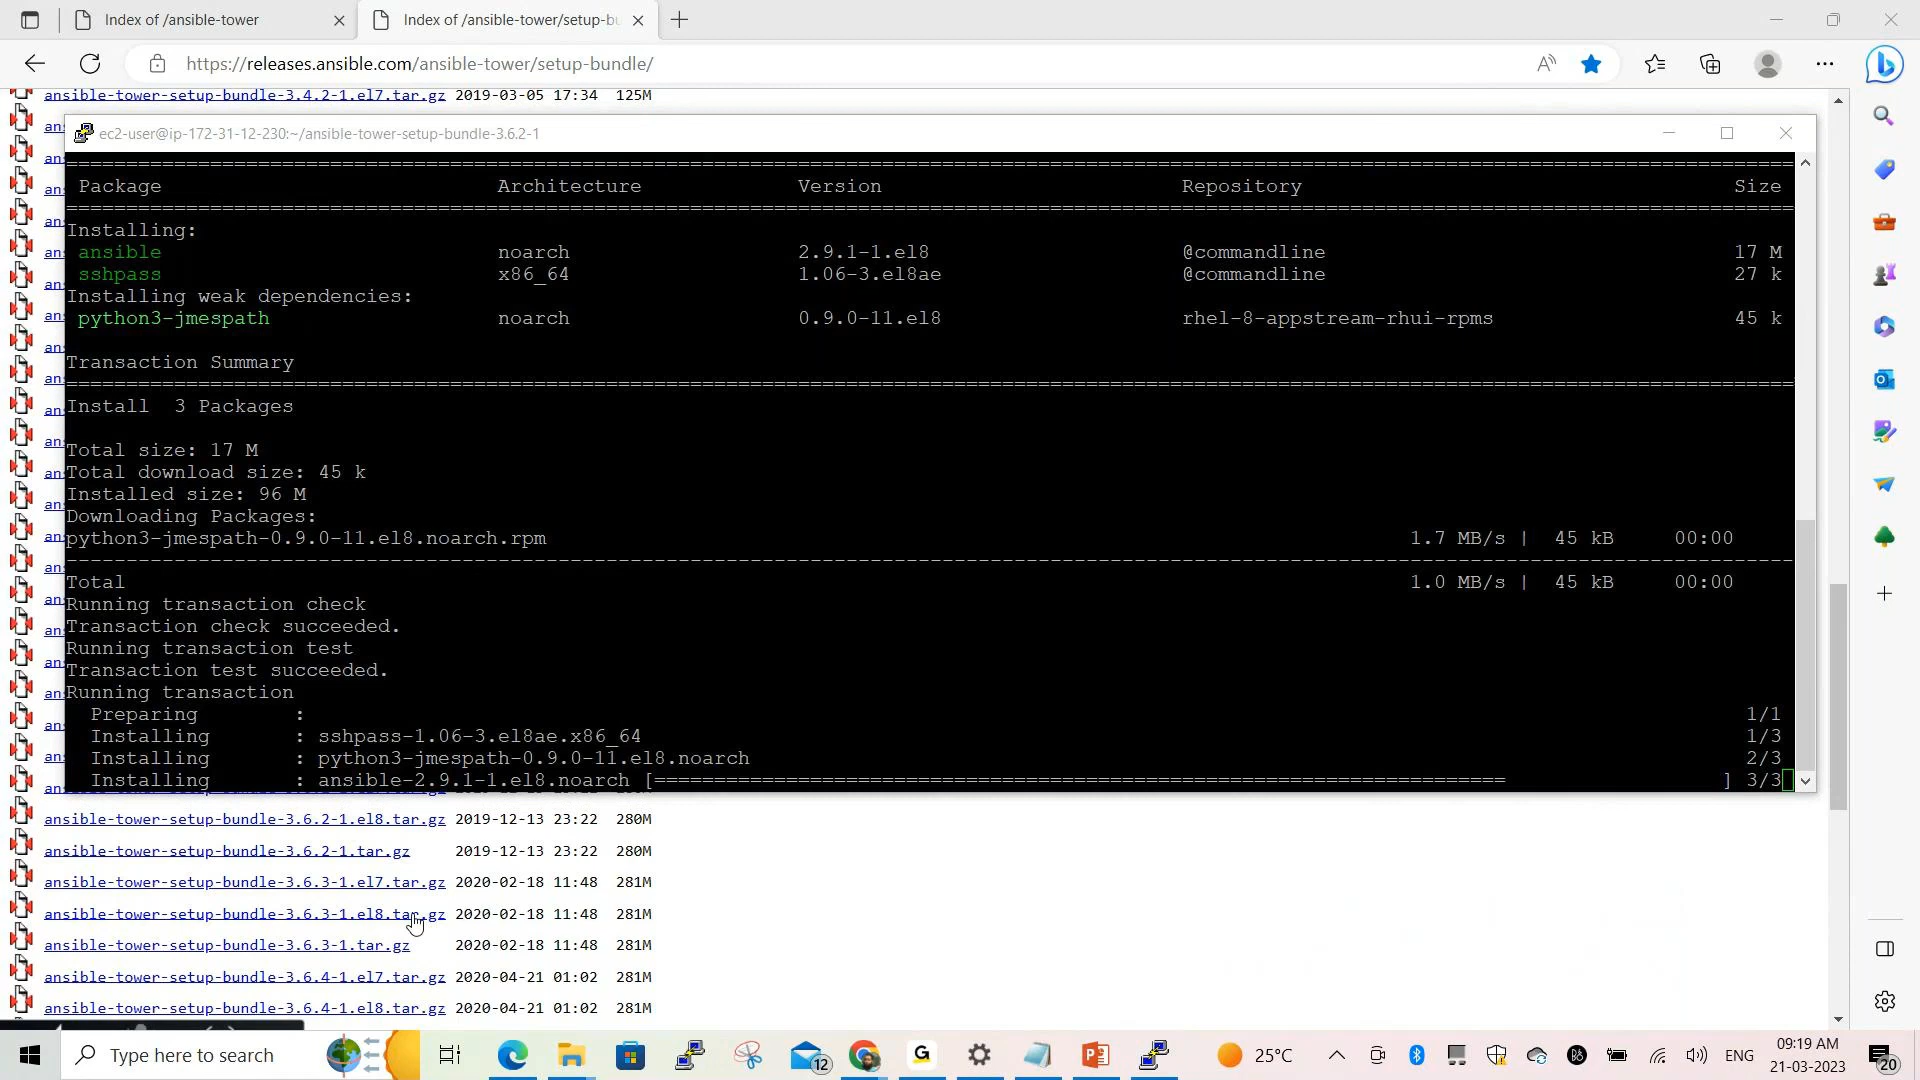 Index of /ansible-tower
Index of /ansible-tower/setup-bu
https://releases.ansible.com/ansible-tower/setup-bundle/
ansible-tower-setup-bundle-3.4.2-1.el7.tar.gz 2019-03-05 17:34 125M
ec2-user@ip-172-31-12-230:~/ansible-tower-setup-bundle-3.6.2-1
Package Architecture Version Repository Size
Installing:
ansible noarch 2.9.1-1.el8 @commandline 17 M
sshpass x86_64 1.06-3.el8ae @commandline 27 k
Installing weak dependencies:
python3-jmespath noarch 0.9.0-11.el8 rhel-8-appstream-rhui-rpms 45 k
Transaction Summary
Install 3 Packages
Total size: 17 M
Total download size: 45 k
Installed size: 96 M
Downloading Packages:
python3-jmespath-0.9.0-11.el8.noarch.rpm 1.7 MB/s | 45 kB 00:00
Total 1.0 MB/s | 45 kB 00:00
Running transaction check
Transaction check succeeded.
Running transaction test
Transaction test succeeded.
Running transaction
Preparing : 1/1
Installing : sshpass-1.06-3.el8ae.x86_64 1/3
Installing : python3-jmespath-0.9.0-11.el8.noarch 2/3
Installing : ansible-2.9.1-1.el8.noarch [======================================================================= ] 3/3
ansible-tower-setup-bundle-3.6.2-1.el8.tar.gz 2019-12-13 23:22 280M
ansible-tower-setup-bundle-3.6.2-1.tar.gz 2019-12-13 23:22 280M
ansible-tower-setup-bundle-3.6.3-1.el7.tar.gz 2020-02-18 11:48 281M
ansible-tower-setup-bundle-3.6.3-1.el8.tar.gz 2020-02-18 11:48 281M
ansible-tower-setup-bundle-3.6.3-1.tar.gz 2020-02-18 11:48 281M
ansible-tower-setup-bundle-3.6.4-1.el7.tar.gz 2020-04-21 01:02 281M
ansible-tower-setup-bundle-3.6.4-1.el8.tar.gz 2020-04-21 01:02 281M
Type here to search
12
25°C
ENG
09:19 AM
21-03-2023
20